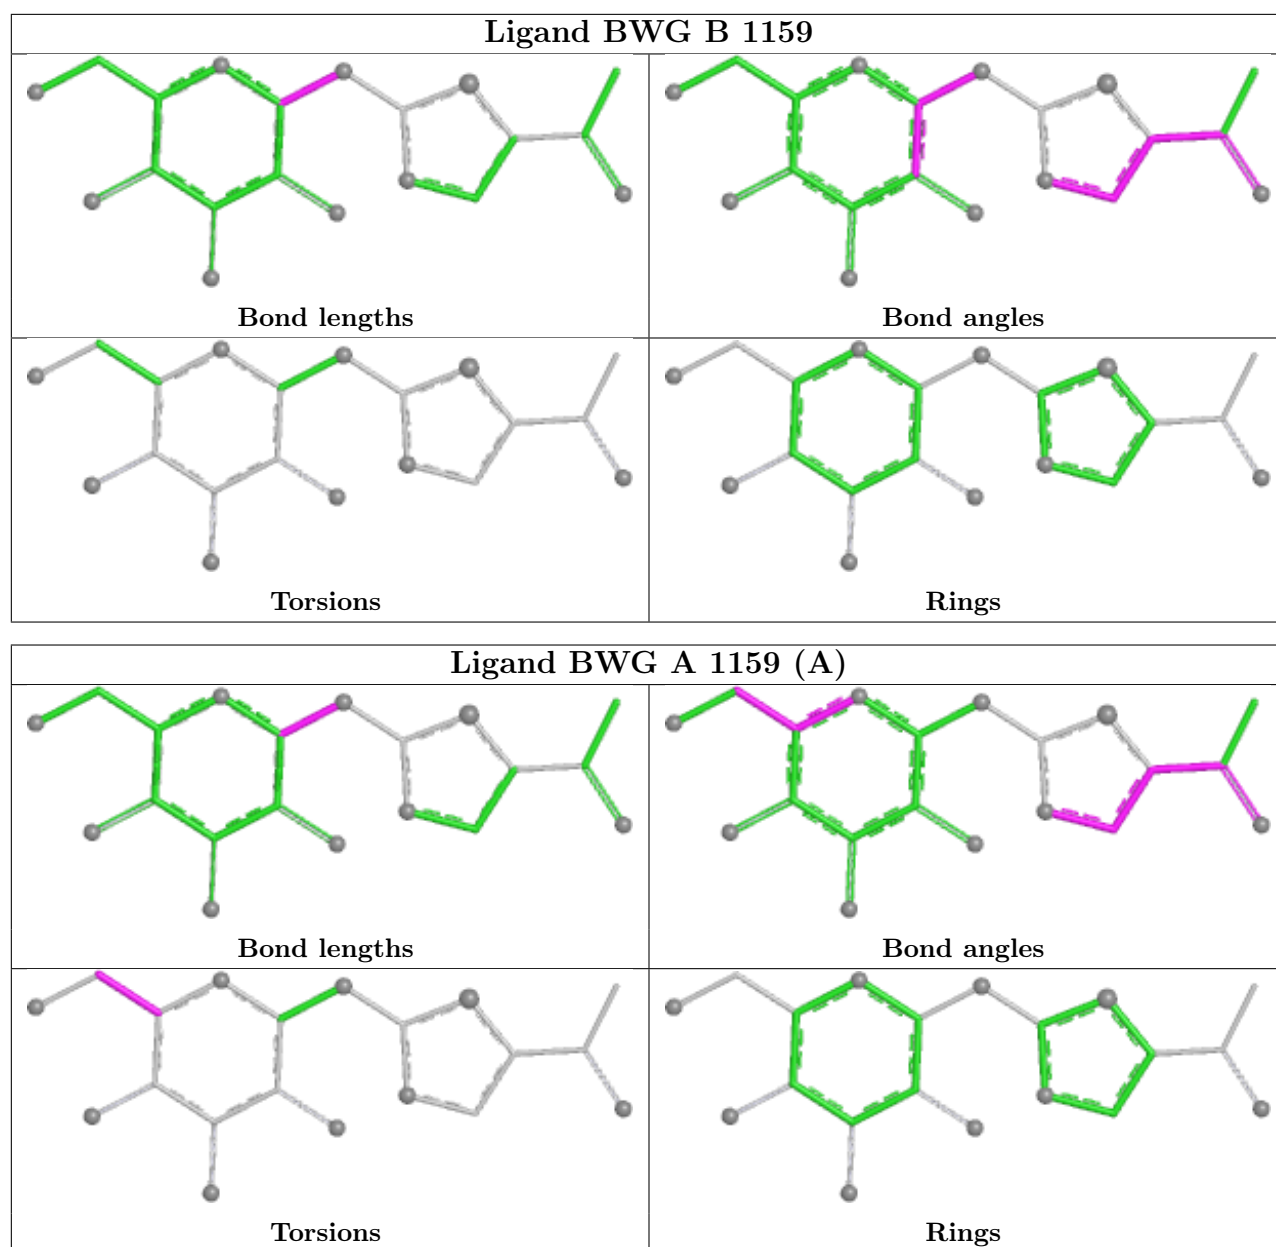 Ligand BWG B 1159
Bond lengths
Bond angles
Torsions
Rings
Ligand BWG A 1159 (A)
Bond lengths
Bond angles
Torsions
Rings